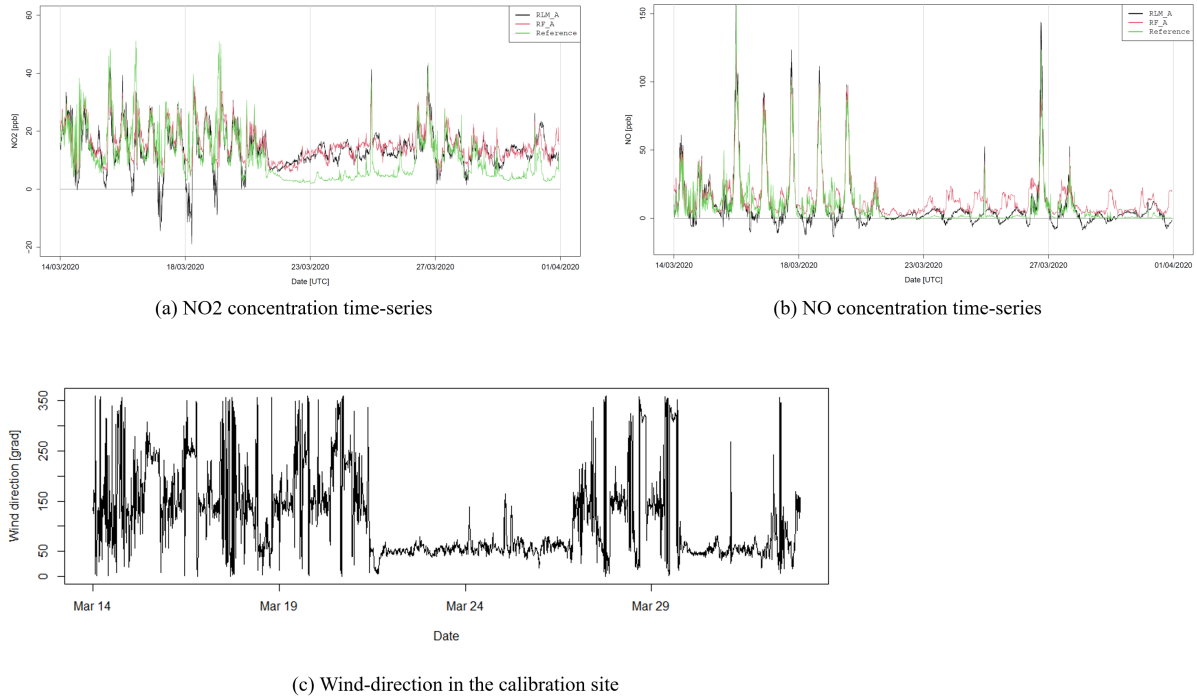 RLM_A
RF_A
Reference
NO2 [ppb]
60
40
20
0
−20
14/03/2020
18/03/2020
23/03/2020
27/03/2020
01/04/2020
Date [UTC]
(a) NO2 concentration time-series
RLM_A
RF_A
Reference
NO [ppb]
150
100
50
0
14/03/2020
18/03/2020
23/03/2020
27/03/2020
01/04/2020
Date [UTC]
(b) NO concentration time-series
Wind direction [grad]
350
250
150
50
0
Mar 14
Mar 19
Mar 24
Mar 29
Date
(c) Wind-direction in the calibration site